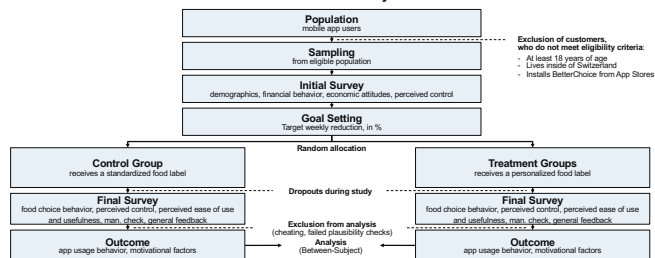 Population
mobile app users
Exclusion of customers,
who do not meet eligibility criteria:
- At least 18 years of age
- Lives inside of Switzerland
- Installs BetterChoice from App Stores
Sampling
from eligible population
Initial Survey
demographics, financial behavior, economic attitudes, perceived control
Goal Setting
Target weekly reduction, in %
Random allocation
Control Group
receives a standardized food label
Treatment Groups
receives a personalized food label
Dropouts during study
Final Survey
food choice behavior, perceived control, perceived ease of use
and usefulness, man. check, general feedback
Final Survey
food choice behavior, perceived control, perceived ease of use
and usefulness, man. check, general feedback
Exclusion from analysis
(cheating, failed plausibility checks)
Outcome
app usage behavior, motivational factors
Analysis
(Between-Subject)
Outcome
app usage behavior, motivational factors